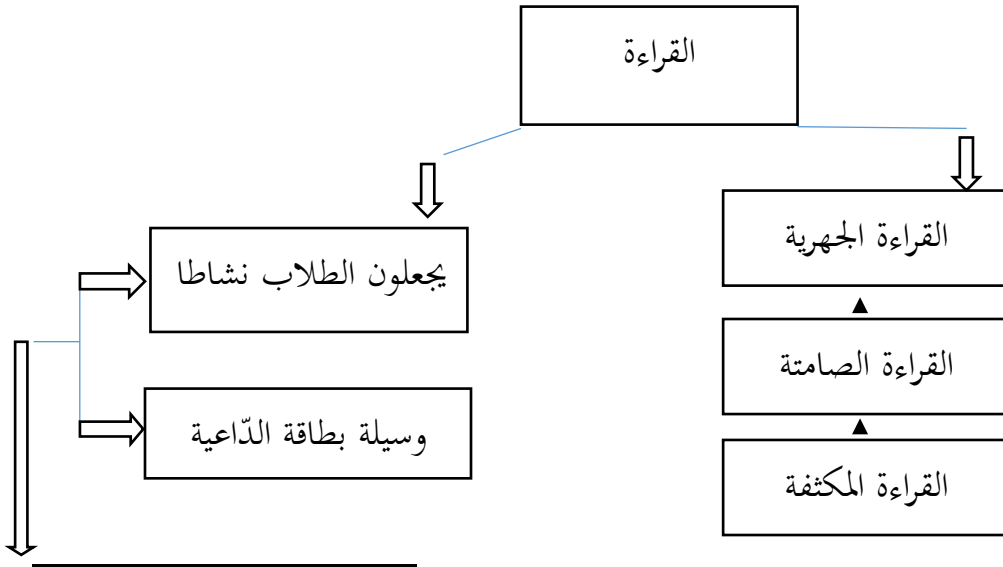 القراءة
القراءة الجهرية
يجعلون الطلاب نشاطا
القراءة الصامتة
وسيلة بطاقة الدّاعية
القراءة المكثفة